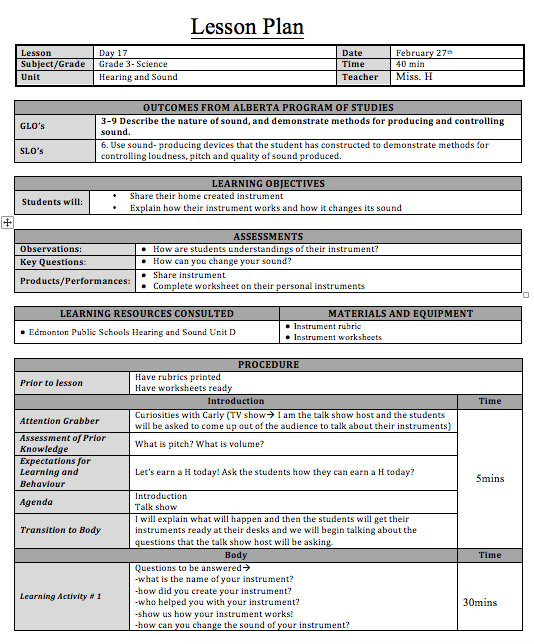 Lesson Plan
Lesson Day 17 Date February 27th
Subject/Grade Grade 3- Science Time 40 min
Unit Hearing and Sound Teacher Miss. H
OUTCOMES FROM ALBERTA PROGRAM OF STUDIES
GLO's 3–9 Describe the nature of sound, and demonstrate methods for producing and controlling
sound.
SLO's 6. Use sound- producing devices that the student has constructed to demonstrate methods for
controlling loudness, pitch and quality of sound produced.
LEARNING OBJECTIVES
Students will:
• Share their home created instrument
• Explain how their instrument works and how it changes its sound
ASSESSMENTS
Observations: • How are students understandings of their instrument?
Key Questions: • How can you change your sound?
Products/Performances:
• Share instrument
• Complete worksheet on their personal instruments
LEARNING RESOURCES CONSULTED
• Edmonton Public Schools Hearing and Sound Unit D
MATERIALS AND EQUIPMENT
• Instrument rubric
• Instrument worksheets
PROCEDURE
Prior to lesson
Have rubrics printed
Have worksheets ready
Introduction Time
Attention Grabber
Curiosities with Carly (TV show→ I am the talk show host and the students
will be asked to come up out of the audience to talk about their instruments)
Assessment of Prior
Knowledge
What is pitch? What is volume?
Expectations for
Learning and
Behaviour
Let's earn a H today! Ask the students how they can earn a H today?
5mins
Agenda
Introduction
Talk show
Transition to Body
I will explain what will happen and then the students will get their
instruments ready at their desks and we will begin talking about the
questions that the talk show host will be asking.
Body Time
Learning Activity # 1
Questions to be answered→
-what is the name of your instrument?
-how did you create your instrument?
-who helped you with your instrument?
-show us how your instrument works!
-how can you change the sound of your instrument?
30mins